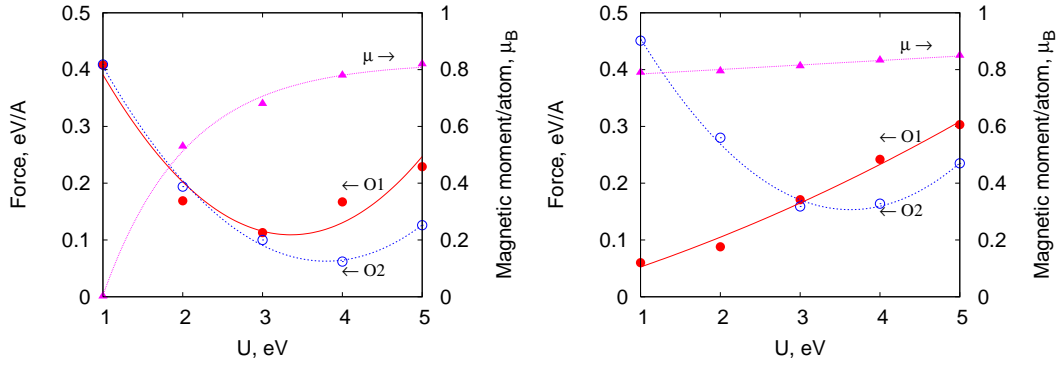 0.5
0.4
0.3
0.2
0.1
0
1
2
3
4
5
1
0.8
0.6
0.4
0.2
0
Force, eV/A
U, eV
Magnetic moment/atom, μB
μ →
← O1
← O2
0.5
0.4
0.3
0.2
0.1
0
1
2
3
4
5
1
0.8
0.6
0.4
0.2
0
Force, eV/A
U, eV
Magnetic moment/atom, μB
μ →
← O1
← O2